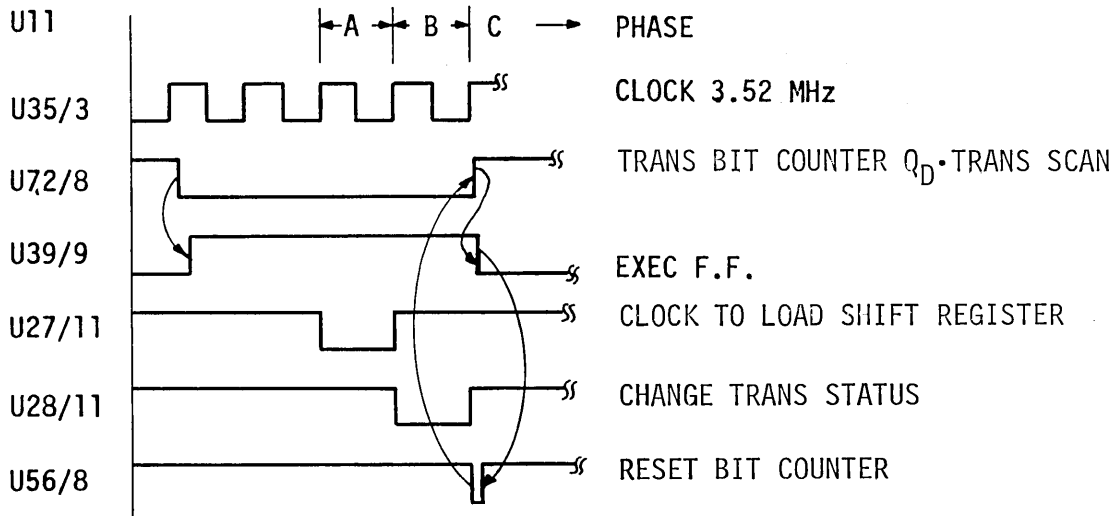 U11 A B C PHASE
U35/3 CLOCK 3.52 MHz
U72/8 TRANS BIT COUNTER QD·TRANS SCAN
U39/9 EXEC F.F.
U27/11 CLOCK TO LOAD SHIFT REGISTER
U28/11 CHANGE TRANS STATUS
U56/8 RESET BIT COUNTER